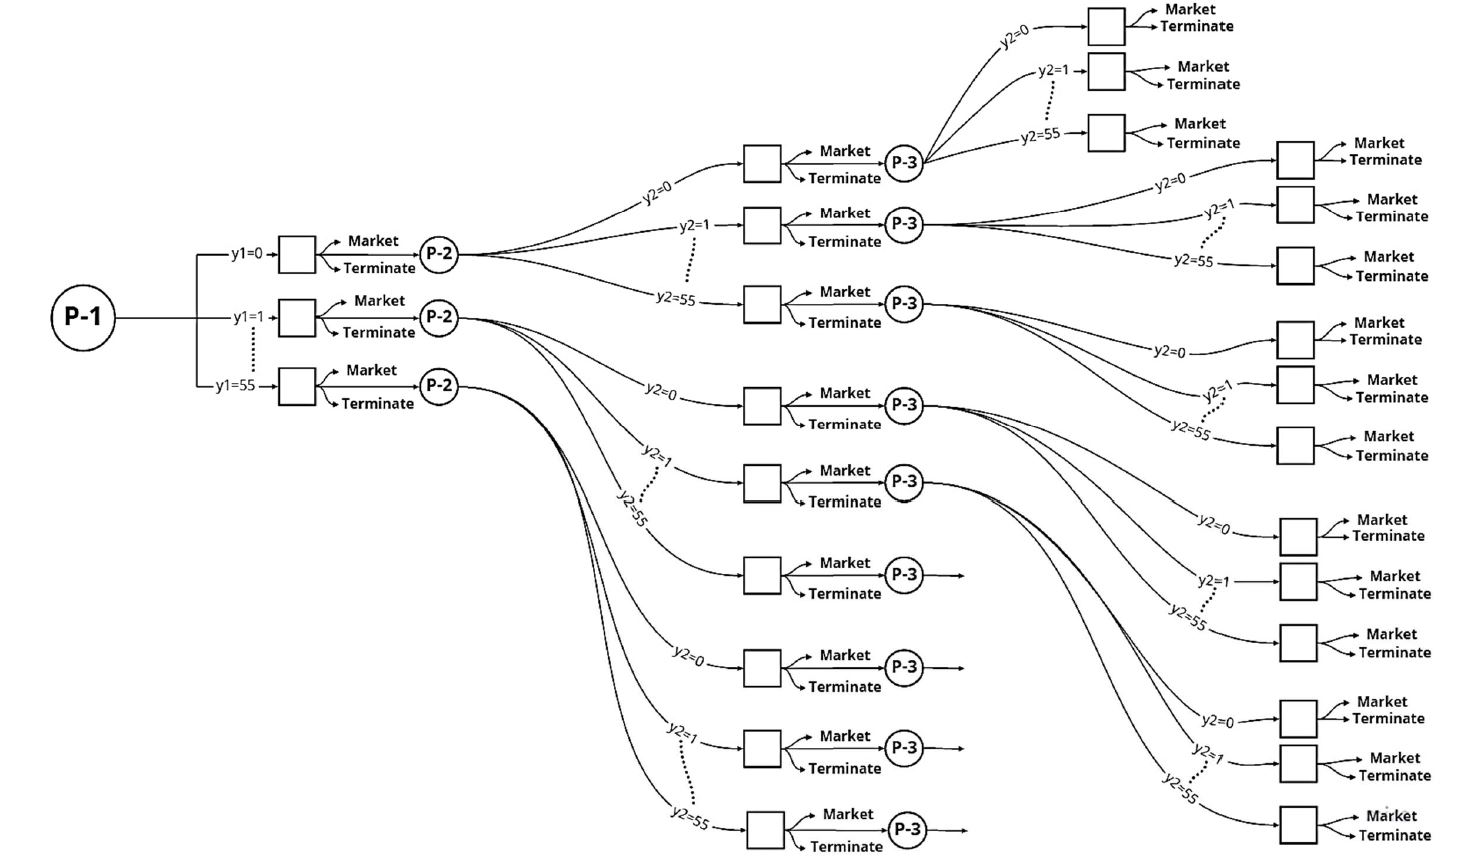 P-1
y1=0
Market
Terminate
P-2
y1=1
Market
Terminate
P-2
y1=55
Market
Terminate
P-2
y2=0
Market
Terminate
P-3
y2=1
Market
Terminate
P-3
y2=55
Market
Terminate
P-3
y2=0
Market
Terminate
P-3
y2=1
Market
Terminate
P-3
y2=55
Market
Terminate
P-3
y2=0
Market
Terminate
P-3
y2=1
Market
Terminate
P-3
y2=55
Market
Terminate
P-3
y2=0
Market
Terminate
y2=1
Market
Terminate
y2=55
Market
Terminate
y2=0
Market
Terminate
y2=1
Market
Terminate
y2=55
Market
Terminate
y2=0
Market
Terminate
y2=1
Market
Terminate
y2=55
Market
Terminate
y2=0
Market
Terminate
y2=1
Market
Terminate
y2=55
Market
Terminate
y2=0
Market
Terminate
y2=1
Market
Terminate
y2=55
Market
Terminate